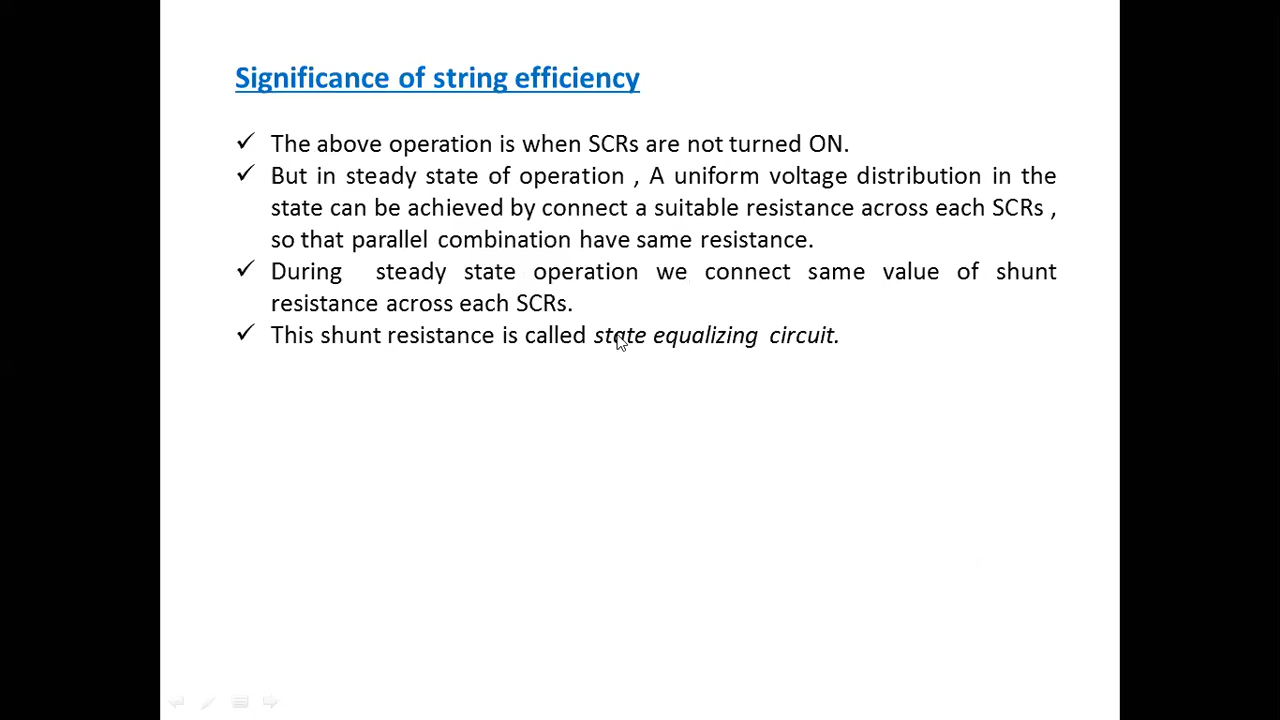 Significance of string efficiency
✓ The above operation is when SCRs are not turned ON.
✓ But in steady state of operation , A uniform voltage distribution in the
state can be achieved by connect a suitable resistance across each SCRs ,
so that parallel combination have same resistance.
✓ During steady state operation we connect same value of shunt
resistance across each SCRs.
✓ This shunt resistance is called state equalizing circuit.